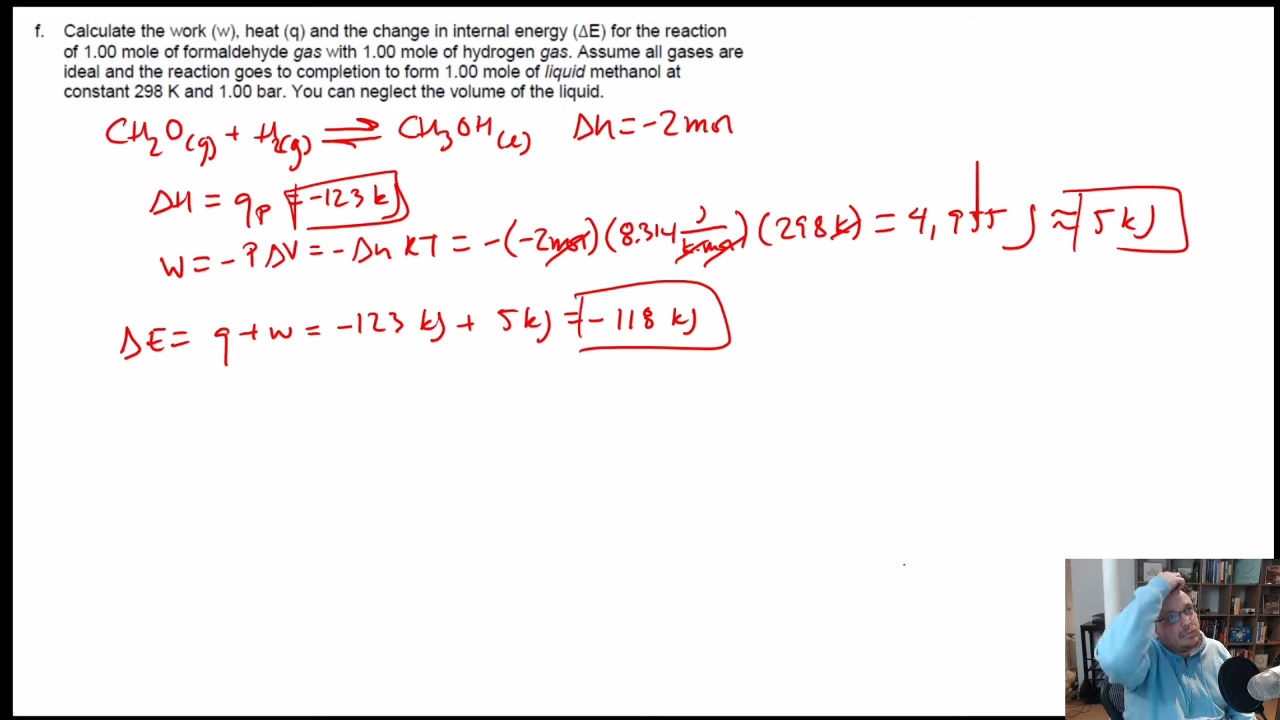 f. Calculate the work (w), heat (q) and the change in internal energy (ΔE) for the reaction
of 1.00 mole of formaldehyde gas with 1.00 mole of hydrogen gas. Assume all gases are
ideal and the reaction goes to completion to form 1.00 mole of liquid methanol at
constant 298 K and 1.00 bar. You can neglect the volume of the liquid.
CH₂O(g) + H₂(g) ⇌ CH₃OH(ℓ) Δn = -2 mol
ΔH = qₚ = -123 kJ
w = -PΔV = -Δn RT = -(-2 mol)(8.314 J/K·mol)(298 K) = 4,955 J ≈ 5 kJ
ΔE = q + w = -123 kJ + 5 kJ = -118 kJ